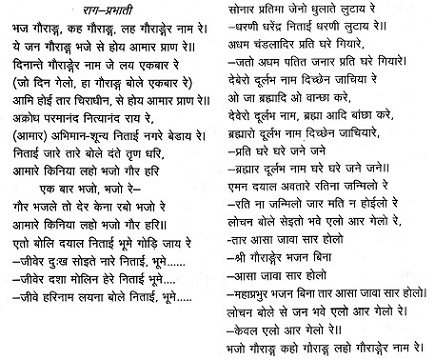 राग–प्रभाती
भज गौराङ्ग, कह गौराङ्ग, लह गौराङ्गेर नाम रे।
ये जन गौराङ्ग भजे से होय आमार प्राण रे॥
दिनान्ते गौराङ्गेर नाम जे लय एकबार रे
(जो दिन गेलो, हा गौराङ्ग बोले एकबार रे)
आमि होई तार चिराधीन, से होय आमार प्राण रे॥
अक्रोध परमानंद नित्यानंद राय रे,
(आमार) अभिमान-शून्य निताई नगरे बेडाय रे।
निताई जारे तारे बोले दंते तृण धरि,
आमारे किनिया लहो भजो गौर हरि
एक बार भजो, भजो रे–
गौर भजले तो देर केना रबो भजो रे
आमारे किनिया लहो भजो गौर हरि॥
एतो बोलि दयाल निताई भूमे गोड़ि जाय रे
–जीवेर दुःख सोइते नारे निताई, भूमे......
–जीवेर दशा मोलिन हेरे निताई, भूमे....
–जीवे हरिनाम लयना बोले निताई, भूमे.....
सोनार प्रतिमा जेनो धुलाते लुटाय रे
–धरणी धरेंद्र निताई धरणी लुटाय रे॥
अधम चंडलादिर प्रति घरे गियारे,
–जतो अधम पतित जनार प्रति घरे गियारे।
देबेरो दूर्लभ नाम दिच्छेन जाचिया रे
ओ जा ब्रह्मादि ओ वान्छा करे,
देवेरो दूर्लभ नाम, ब्रह्मा आदि बांछा करे,
ब्रह्मारो दूर्लभ नाम दिच्छेन जाचियारे,
–प्रति घरे घरे जने जने
–ब्रह्मार दूर्लभ नाम घरे घरे जने जने॥
एमन दयाल अवतारे रतिना जन्मिलो रे
–रति ना जन्मिलो जार मति न होईलो रे
लोचन बोले सेइतो भवे एलो आर गेलो रे,
-तार आसा जावा सार होलो
–श्री गौराङ्गेर भजन बिना
–आसा जावा सार होलो
–महाप्रभुर भजन बिना तार आसा जावा सार होलो।
लोचन बोले से जन भवे एलो आर गेलो रे।
–केवल एलो आर गेलो रे॥
भजो गौराङ्ग कहो गौराङ्ग लहो गौराङ्गेर नाम रे।